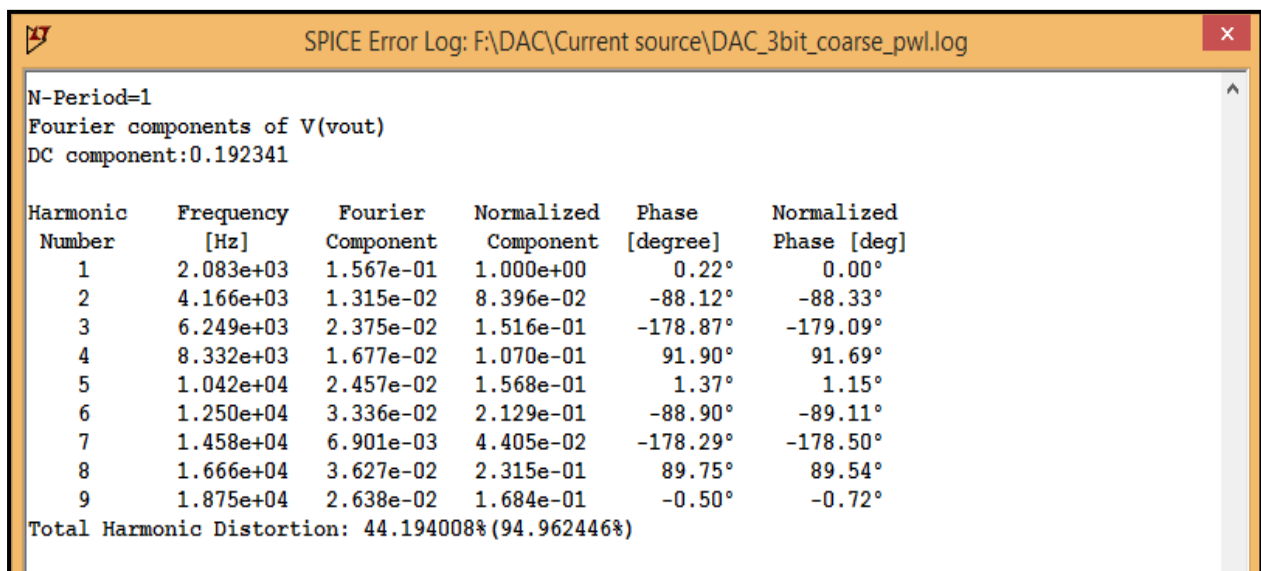 SPICE Error Log: F:\DAC\Current source\DAC_3bit_coarse_pwl.log
N-Period=1
Fourier components of V(vout)
DC component:0.192341
Harmonic Frequency Fourier Normalized Phase Normalized
Number [Hz] Component Component [degree] Phase [deg]
1 2.083e+03 1.567e-01 1.000e+00 0.22° 0.00°
2 4.166e+03 1.315e-02 8.396e-02 -88.12° -88.33°
3 6.249e+03 2.375e-02 1.516e-01 -178.87° -179.09°
4 8.332e+03 1.677e-02 1.070e-01 91.90° 91.69°
5 1.042e+04 2.457e-02 1.568e-01 1.37° 1.15°
6 1.250e+04 3.336e-02 2.129e-01 -88.90° -89.11°
7 1.458e+04 6.901e-03 4.405e-02 -178.29° -178.50°
8 1.666e+04 3.627e-02 2.315e-01 89.75° 89.54°
9 1.875e+04 2.638e-02 1.684e-01 -0.50° -0.72°
Total Harmonic Distortion: 44.194008%(94.962446%)